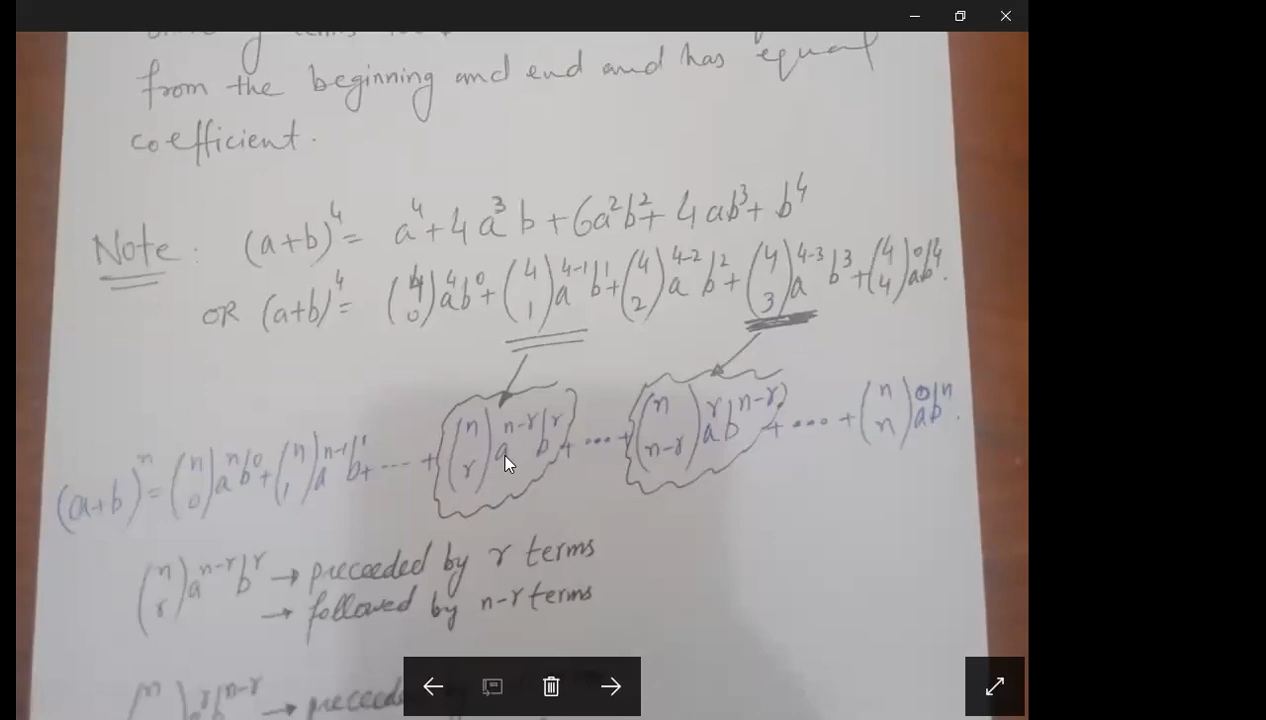 from the beginning and end and has equal
coefficient.
Note: (a+b)⁴ = a⁴ + 4a³b + 6a²b² + 4ab³ + b⁴
OR (a+b)⁴ = (4 0)a⁴b⁰ + (4 1)a⁴⁻¹b¹ + (4 2)a⁴⁻²b² + (4 3)a⁴⁻³b³ + (4 4)a⁰b⁴.
(a+b)ⁿ = (n 0)aⁿb⁰ + (n 1)aⁿ⁻¹b¹ + ... + (n r)aⁿ⁻ʳbʳ + ... + (n n-r)aʳbⁿ⁻ʳ + ... + (n n)a⁰bⁿ.
(n r)aⁿ⁻ʳbʳ → preceeded by r terms
→ followed by n-r terms